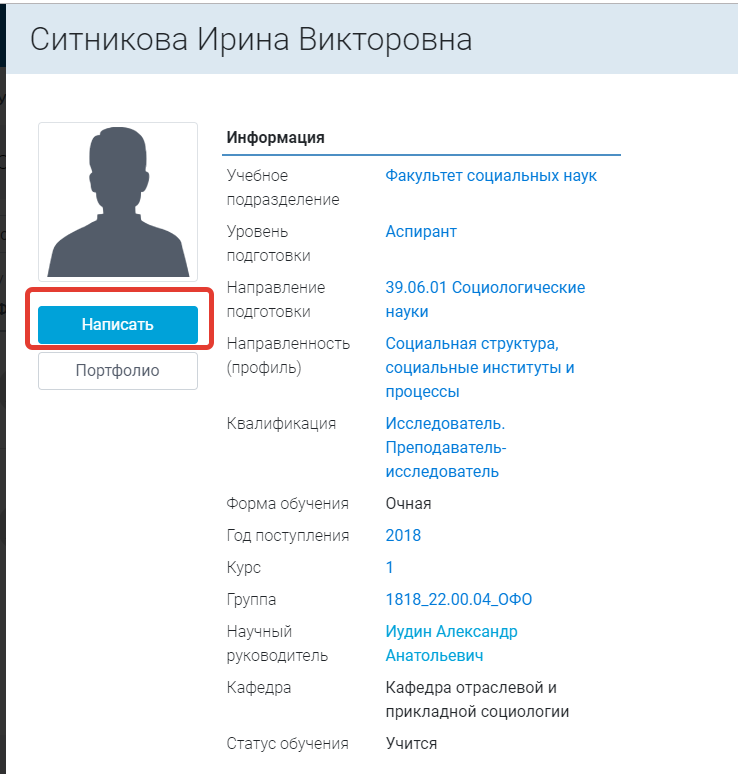 Ситникова Ирина Викторовна
Написать
Портфолио
Информация
Учебное Факультет социальных наук
подразделение
Уровень Аспирант
подготовки
Направление 39.06.01 Социологические
подготовки науки
Направленность Социальная структура,
(профиль) социальные институты и
процессы
Квалификация Исследователь.
Преподаватель-
исследователь
Форма обучения Очная
Год поступления 2018
Курс 1
Группа 1818_22.00.04_ОФО
Научный Иудин Александр
руководитель Анатольевич
Кафедра Кафедра отраслевой и
прикладной социологии
Статус обучения Учится